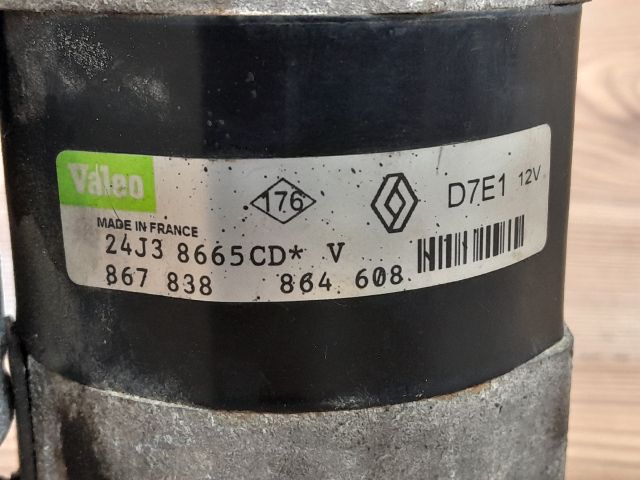 Valeo
176
D7E1 12V
MADE IN FRANCE
24J3 8665CD* V
867 838 864 608